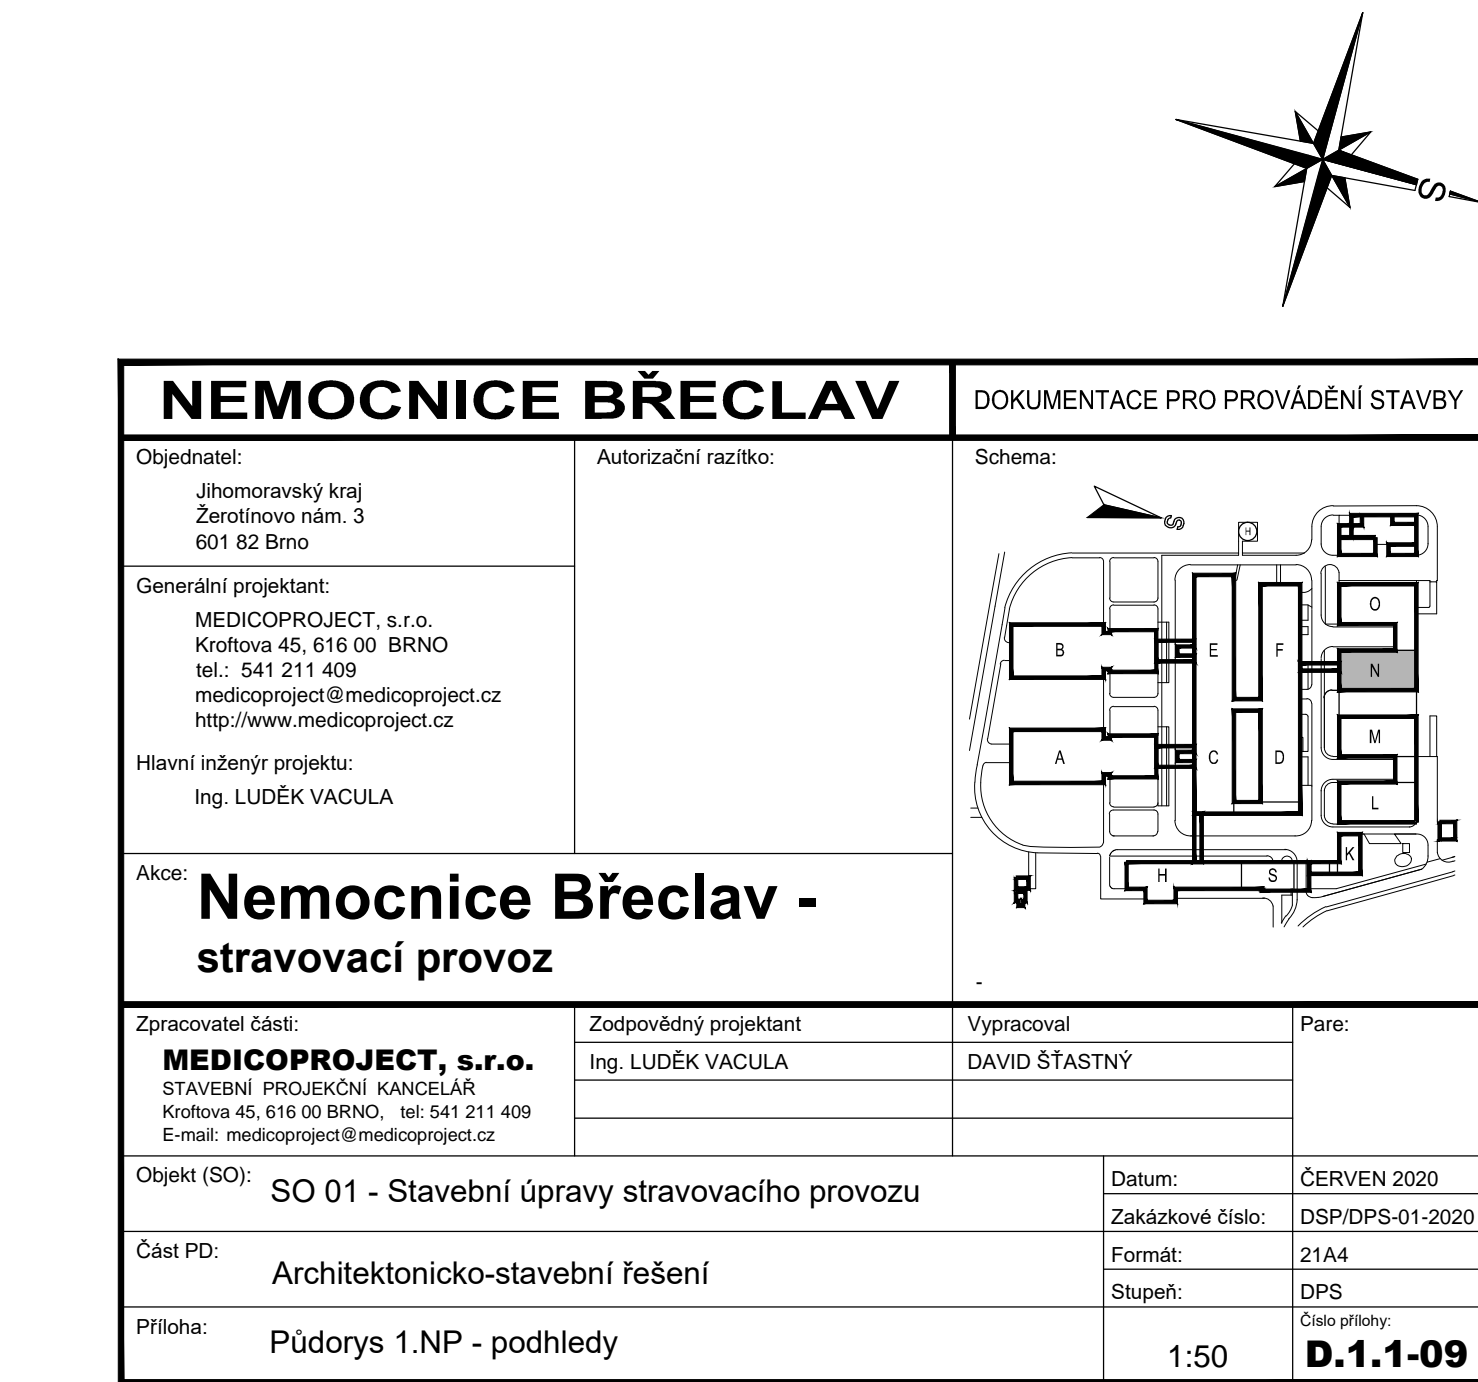 S
NEMOCNICE BŘECLAV
DOKUMENTACE PRO PROVÁDĚNÍ STAVBY
Objednatel:
Jihomoravský kraj
Žerotínovo nám. 3
601 82 Brno
Generální projektant:
MEDICOPROJECT, s.r.o.
Kroftova 45, 616 00 BRNO
tel.: 541 211 409
medicoproject@medicoproject.cz
http://www.medicoproject.cz
Hlavní inženýr projektu:
Ing. LUDĚK VACULA
Autorizační razítko:
Schema:
S
H
O
B
E
F
N
M
A
C
D
L
K
H
S
-
Akce:
Nemocnice Břeclav -
stravovací provoz
Zpracovatel části:
MEDICOPROJECT, s.r.o.
STAVEBNÍ PROJEKČNÍ KANCELÁŘ
Kroftova 45, 616 00 BRNO, tel: 541 211 409
E-mail: medicoproject@medicoproject.cz
Zodpovědný projektant
Ing. LUDĚK VACULA
Vypracoval
DAVID ŠŤASTNÝ
Pare:
Objekt (SO):
SO 01 - Stavební úpravy stravovacího provozu
Datum:
ČERVEN 2020
Zakázkové číslo:
DSP/DPS-01-2020
Část PD:
Architektonicko-stavební řešení
Formát:
21A4
Stupeň:
DPS
Příloha:
Půdorys 1.NP - podhledy
1:50
Číslo přílohy:
D.1.1-09